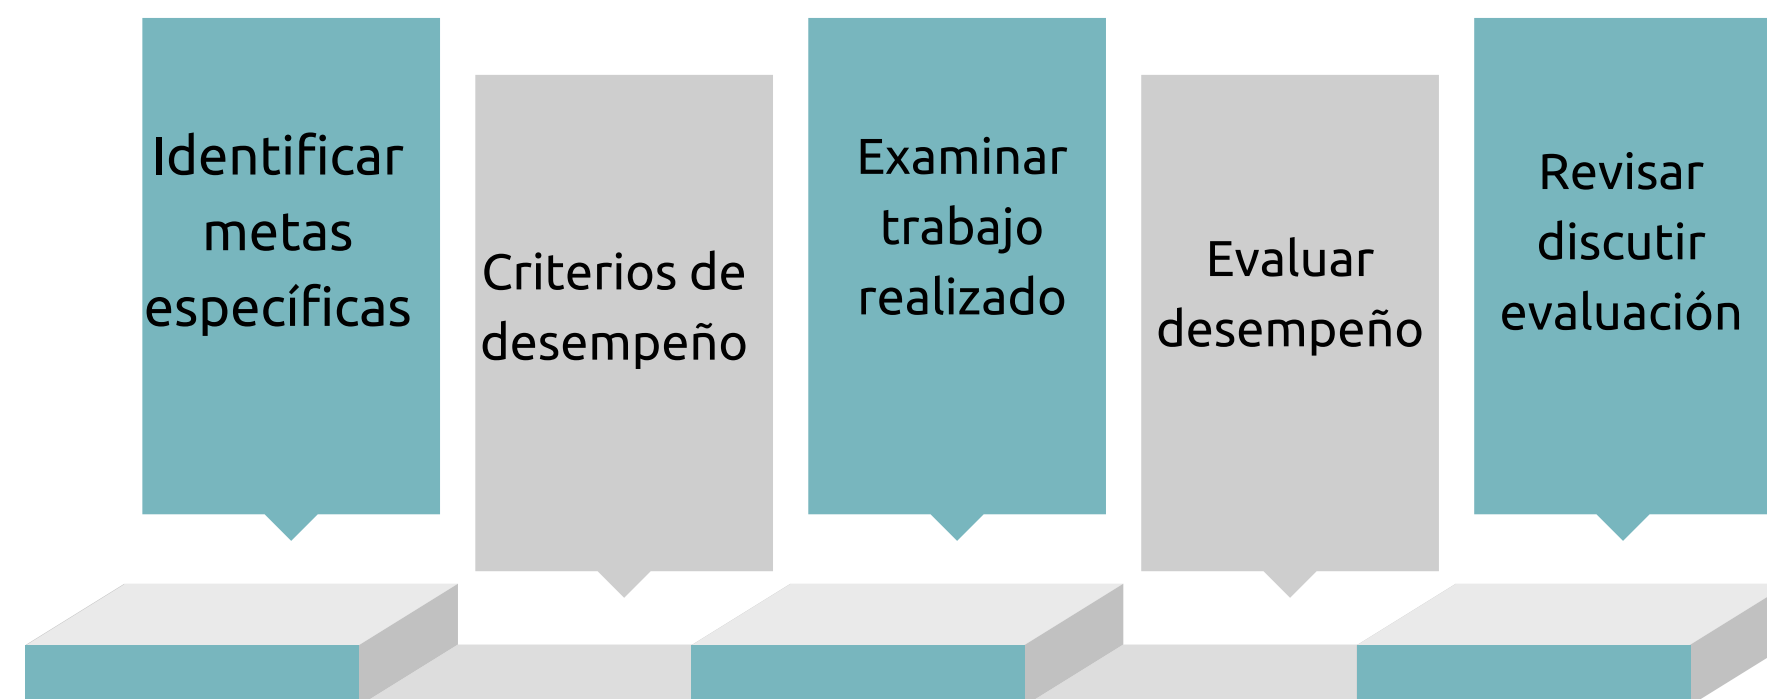 Identificar
metas
específicas
Criterios de
desempeño
Examinar
trabajo
realizado
Evaluar
desempeño
Revisar
discutir
evaluación